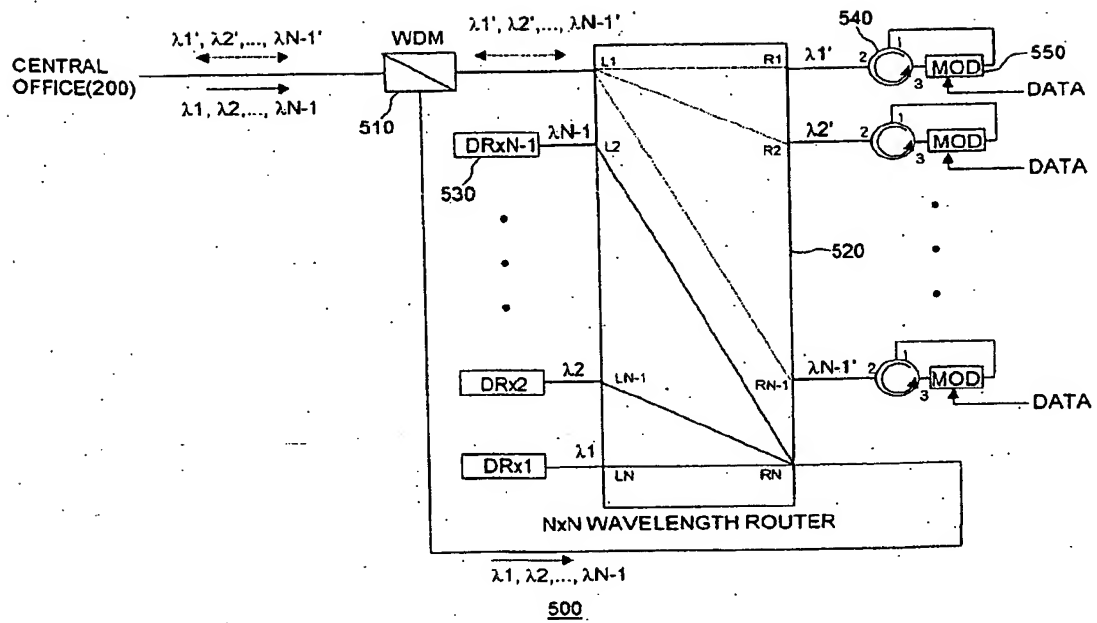 λ1', λ2',..., λN-1'
WDM
λ1', λ2',..., λN-1'
CENTRAL
OFFICE(200)
λ1, λ2,..., λN-1
510
DRxN-1
λN-1
530
L1
L2
R1
R2
λ1'
540
1
2
3
MOD
550
DATA
λ2'
1
2
3
MOD
DATA
520
DRx2
λ2
LN-1
RN-1
λN-1'
1
2
3
MOD
DATA
DRx1
λ1
LN
RN
NxN WAVELENGTH ROUTER
λ1, λ2,..., λN-1
500